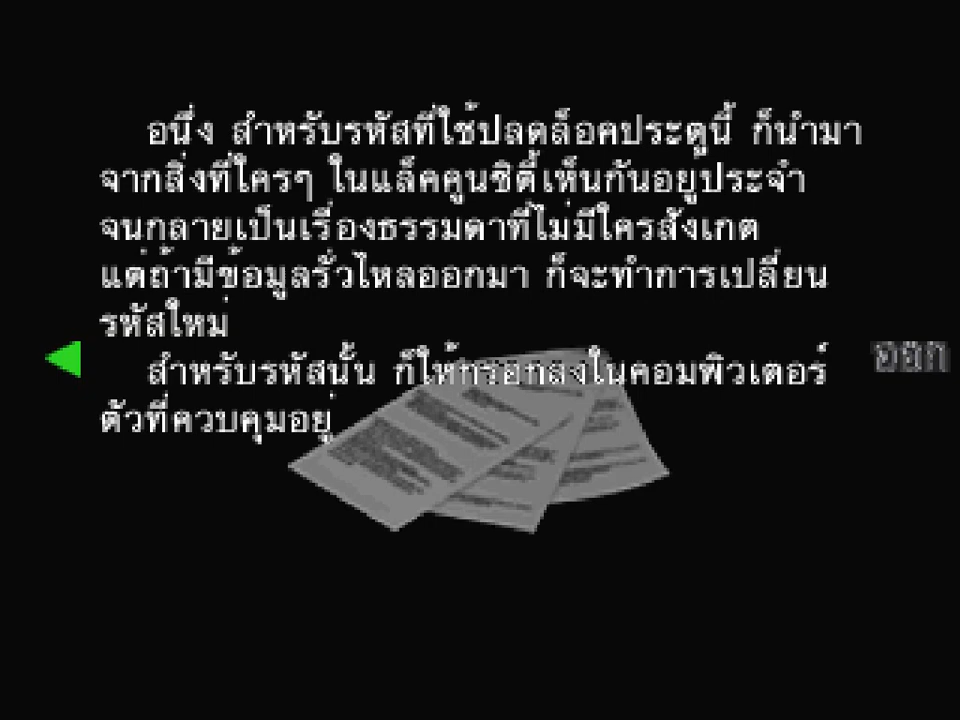 อนึ่ง สำหรับรหัสที่ใช้ปลดล็อคประตูนี้ ก็นำมา
จากสิ่งที่ใครๆ ในแล็คคูนซิตี้เห็นกันอยู่ประจำ
จนกลายเป็นเรื่องธรรมดาที่ไม่มีใครสังเกต
แต่ถ้ามีข้อมูลรั่วไหลออกมา ก็จะทำการเปลี่ยน
รหัสใหม่
ออก
สำหรับรหัสนั้น ก็ให้กรอกลงในคอมพิวเตอร์
ตัวที่ควบคุมอยู่